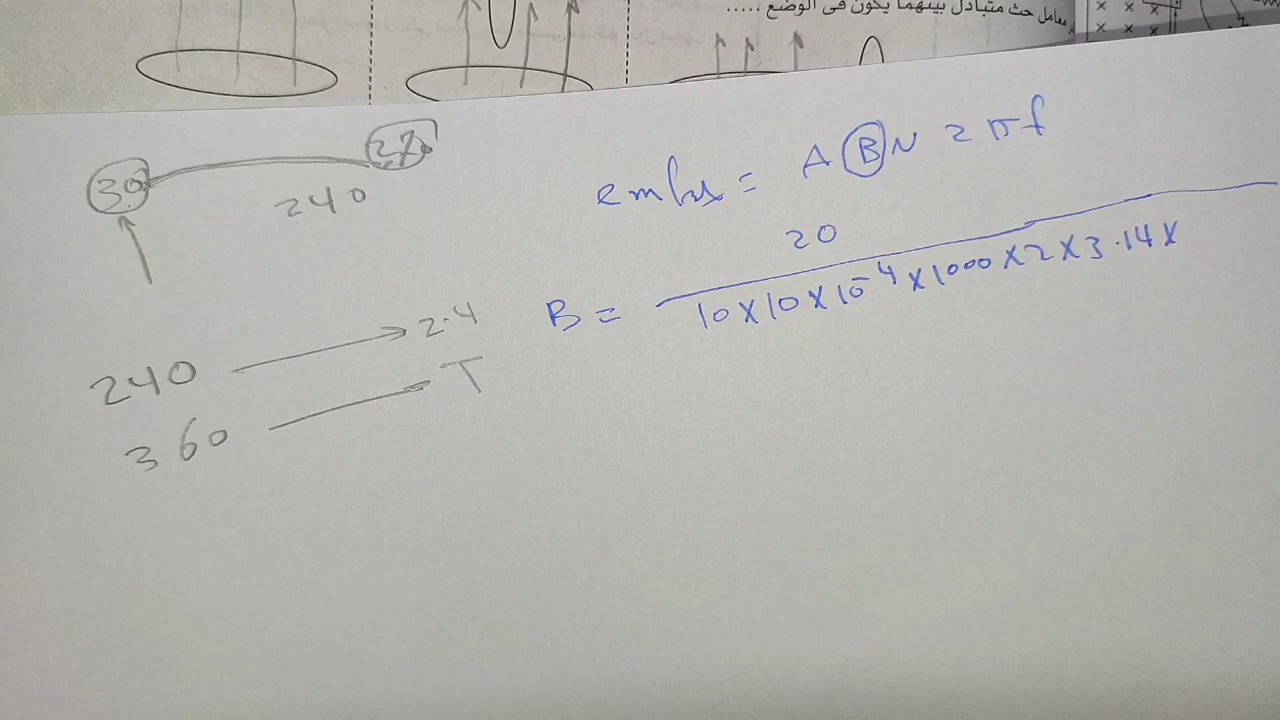 معامل حث متبادل بينهما يكون فى الوضع .....
30
270
240
emf max = A B N 2 π f
20
B = 10 × 10 × 10⁻⁴ × 1000 × 2 × 3.14 ×
240 → 2.4
360 → T